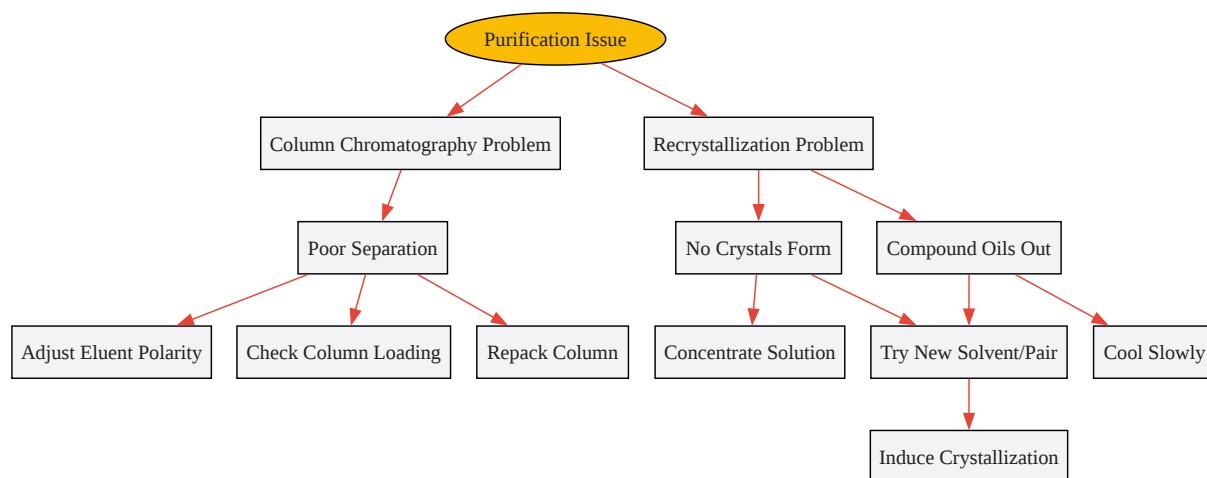 Purification Issue
Column Chromatography Problem
Recrystallization Problem
Poor Separation
No Crystals Form
Compound Oils Out
Adjust Eluent Polarity
Check Column Loading
Repack Column
Concentrate Solution
Try New Solvent/Pair
Cool Slowly
Induce Crystallization